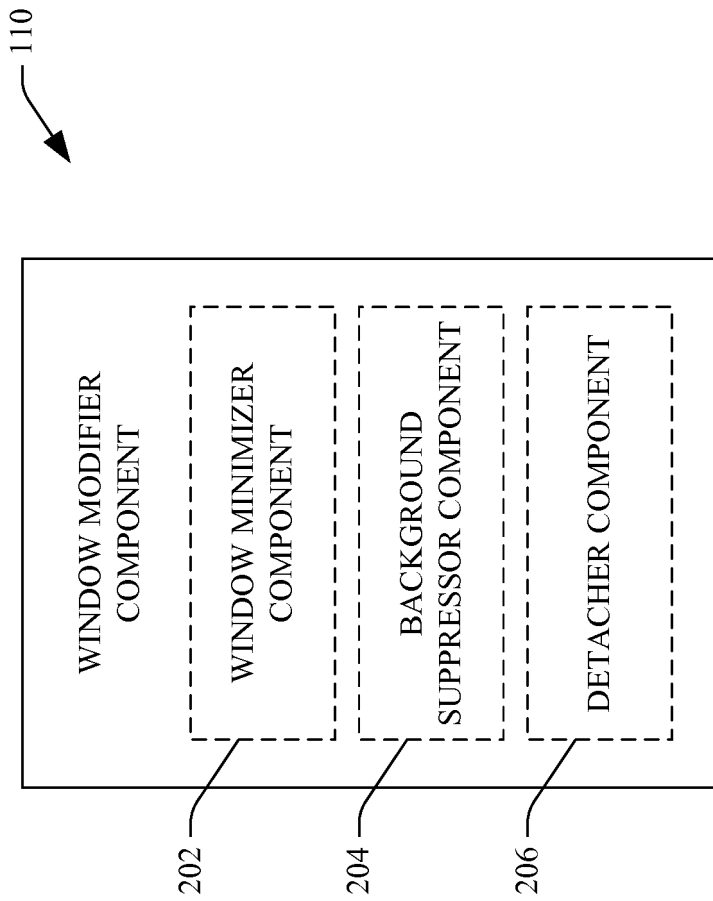 110
WINDOW MODIFIER
COMPONENT
202
WINDOW MINIMIZER
COMPONENT
204
BACKGROUND
SUPPRESSOR COMPONENT
206
DETACHER COMPONENT